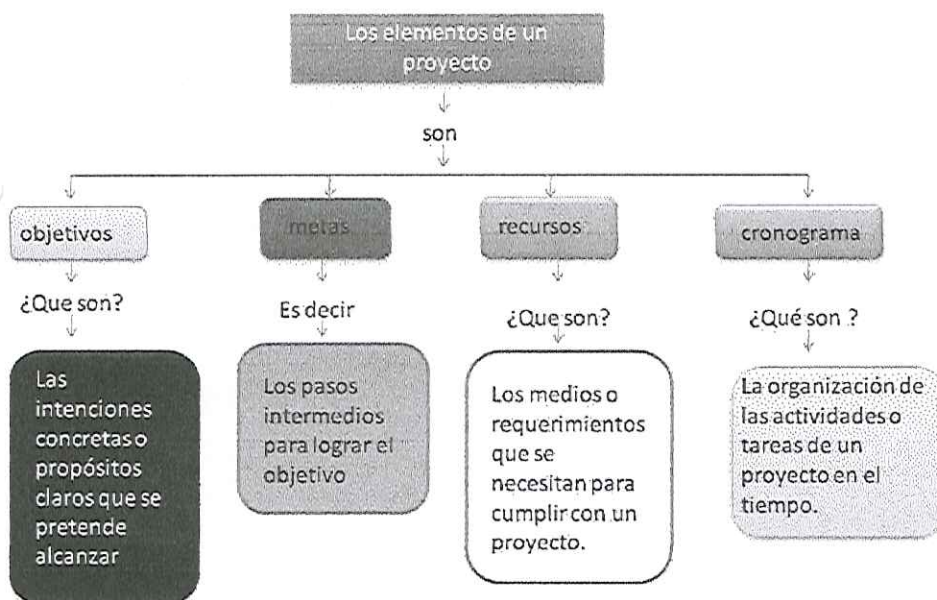 Los elementos de un
proyecto
son
objetivos
metas
recursos
cronograma
¿Que son?
Es decir
¿Que son?
¿Qué son ?
Las
intenciones
concretas o
propósitos
claros que se
pretende
alcanzar
Los pasos
intermedios
para lograr el
objetivo
Los medios o
requerimientos
que se
necesitan para
cumplir con un
proyecto.
La organización de
las actividades o
tareas de un
proyecto en el
tiempo.